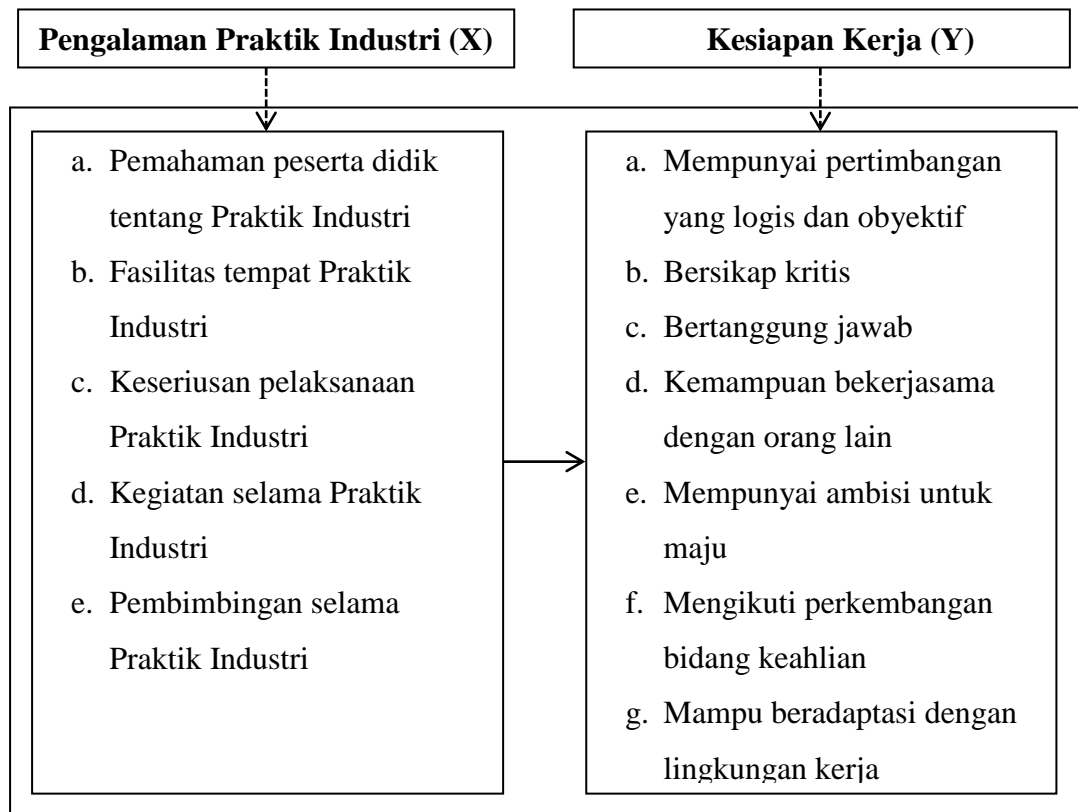 Pengalaman Praktik Industri (X)
Kesiapan Kerja (Y)
a. Pemahaman peserta didik
tentang Praktik Industri
b. Fasilitas tempat Praktik
Industri
c. Keseriusan pelaksanaan
Praktik Industri
d. Kegiatan selama Praktik
Industri
e. Pembimbingan selama
Praktik Industri
a. Mempunyai pertimbangan
yang logis dan obyektif
b. Bersikap kritis
c. Bertanggung jawab
d. Kemampuan bekerjasama
dengan orang lain
e. Mempunyai ambisi untuk
maju
f. Mengikuti perkembangan
bidang keahlian
g. Mampu beradaptasi dengan
lingkungan kerja